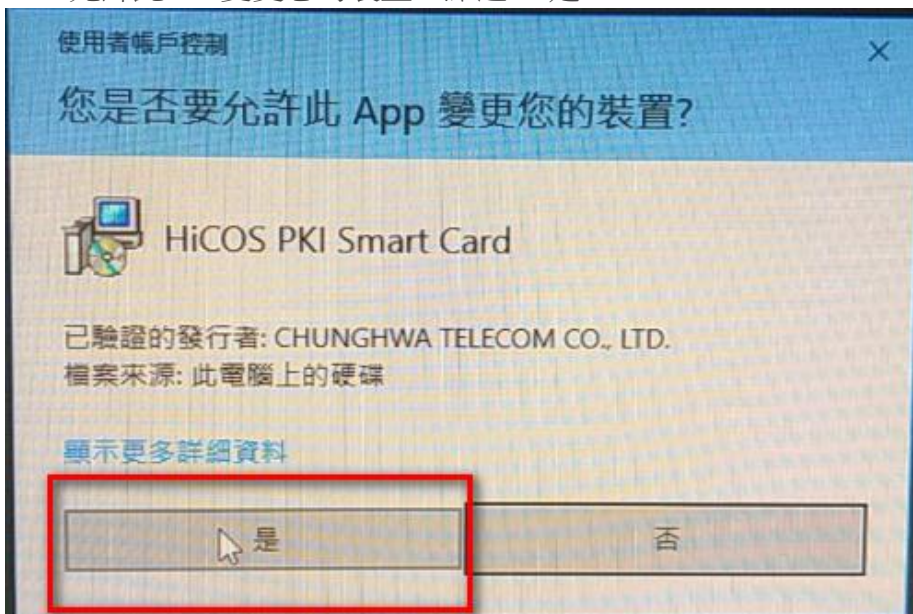 使用者帳戶控制
您是否要允許此 App 變更您的裝置?
HiCOS PKI Smart Card
已驗證的發行者: CHUNGHWA TELECOM CO., LTD.
檔案來源: 此電腦上的硬碟
顯示更多詳細資料
是
否